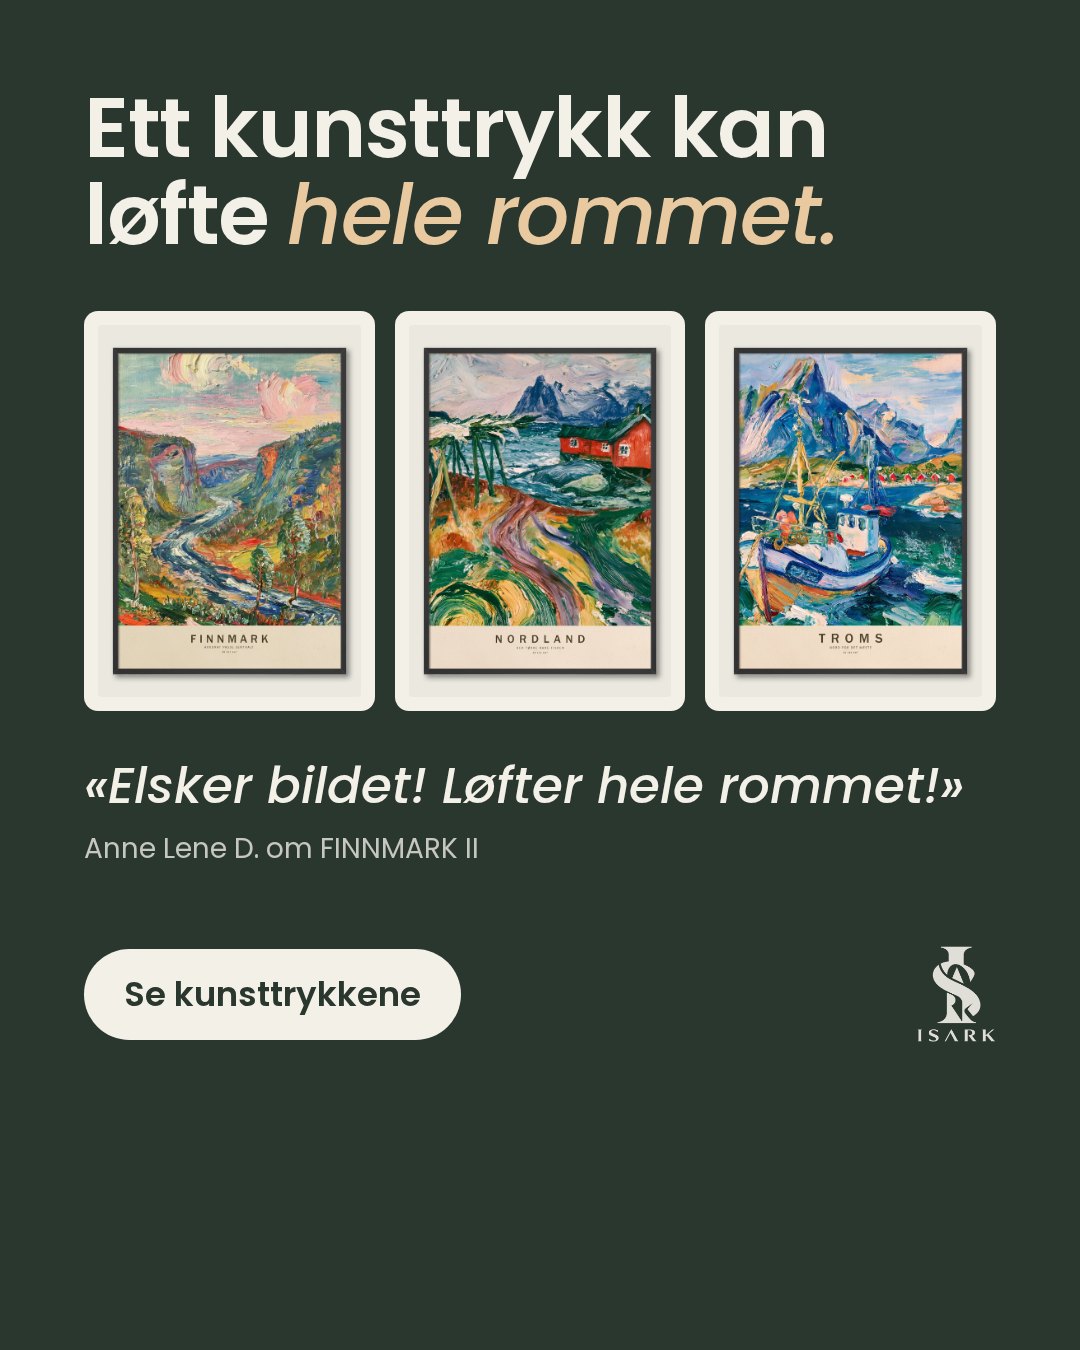 Ett kunsttrykk kan
løfte hele rommet.
FINNMARK
NORDLAND
TROMS
«Elsker bildet! Løfter hele rommet!»
Anne Lene D. om FINNMARK II
Se kunsttrykkene
ISARK